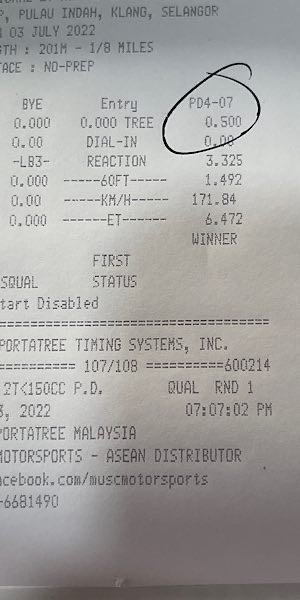 P, PULAU INDAH, KLANG, SELANGOR
03 JULY 2022
GTH : 201M - 1/8 MILES
FACE : NO-PREP
BYE Entry PD4-07
0.000 0.000 TREE 0.500
0.00 DIAL-IN 0.00
-LB3- REACTION 3.325
0.000 -----60FT----- 1.492
0.00 -----KM/H----- 171.84
0.000 ------ET------ 6.472
WINNER
FIRST
SQUAL STATUS
tart Disabled
PORTATREE TIMING SYSTEMS, INC.
========== 107/108 ==========600214
2T<150CC P.D. QUAL RND 1
3, 2022 07:07:02 PM
PORTATREE MALAYSIA
MOTORSPORTS - ASEAN DISTRIBUTOR
acebook.com/muscmotorsports
-6681490